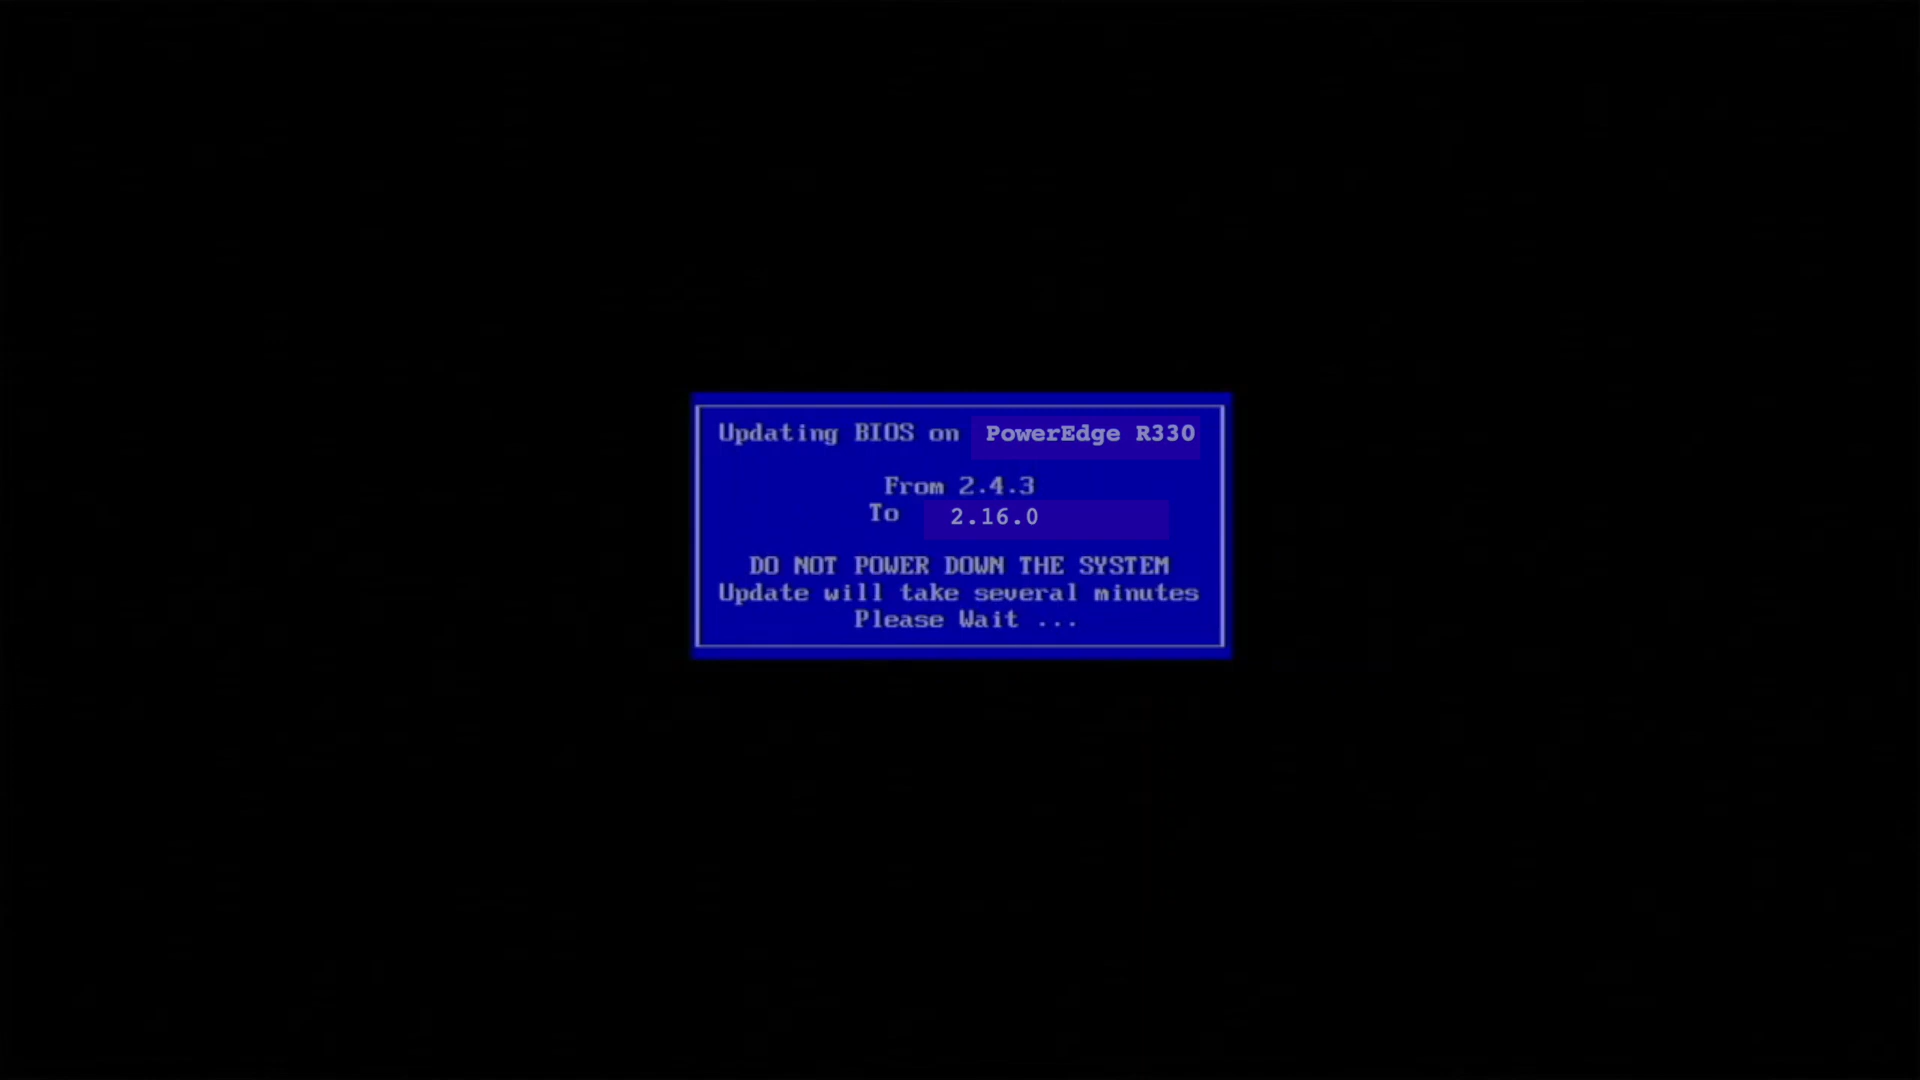 Updating BIOS on PowerEdge R330
From 2.4.3
To 2.16.0
DO NOT POWER DOWN THE SYSTEM
Update will take several minutes
Please Wait ...